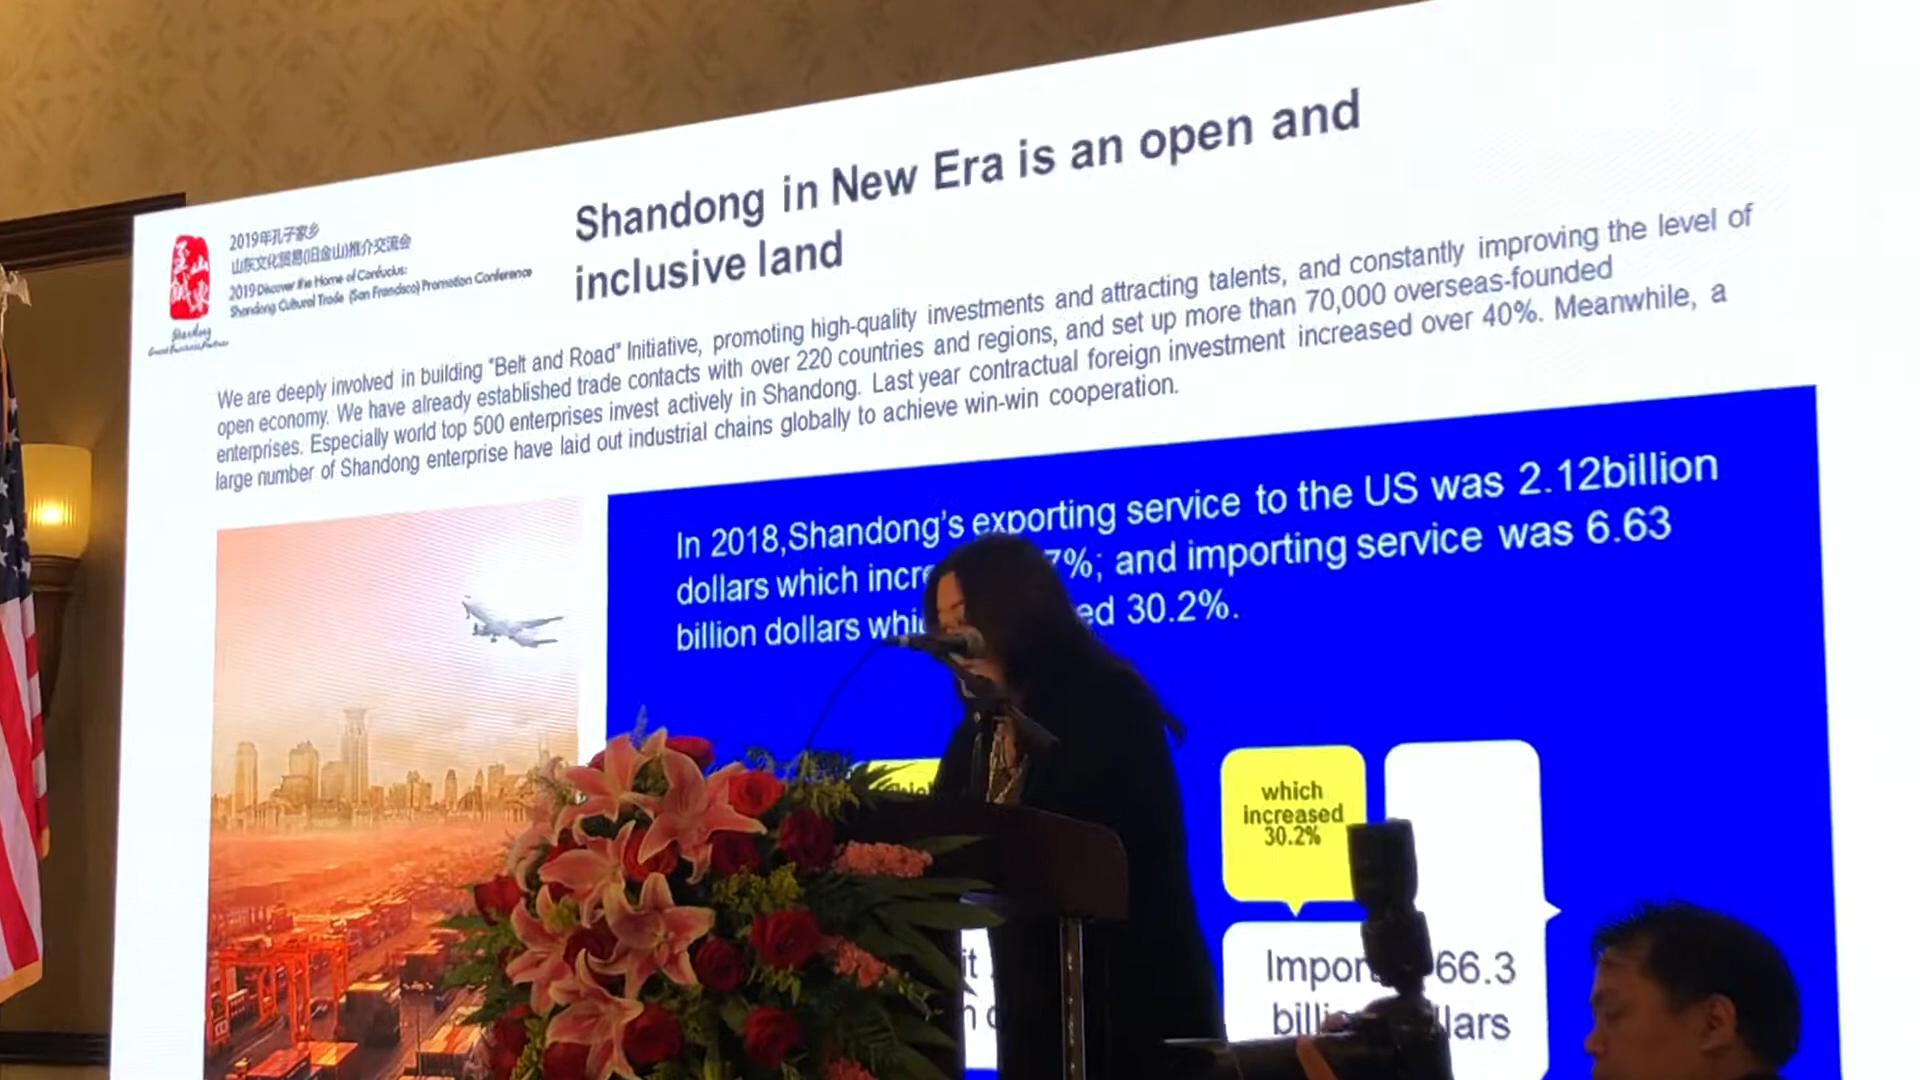 2019年孔子家乡
山东文化贸易(旧金山)推介交流会
2019 Discover the Home of Confucius:
Shandong Cultural Trade (San Francisco) Promotion Conference
Shandong
Shandong in New Era is an open and
inclusive land
We are deeply involved in building "Belt and Road" Initiative, promoting high-quality investments and attracting talents, and constantly improving the level of
open economy. We have already established trade contacts with over 220 countries and regions, and set up more than 70,000 overseas-founded
enterprises. Especially world top 500 enterprises invest actively in Shandong. Last year contractual foreign investment increased over 40%. Meanwhile, a
large number of Shandong enterprise have laid out industrial chains globally to achieve win-win cooperation.
In 2018,Shandong's exporting service to the US was 2.12billion
dollars which 7%; and importing service was 6.63
billion dollars 30.2%.
which
increased
30.2%
66.3